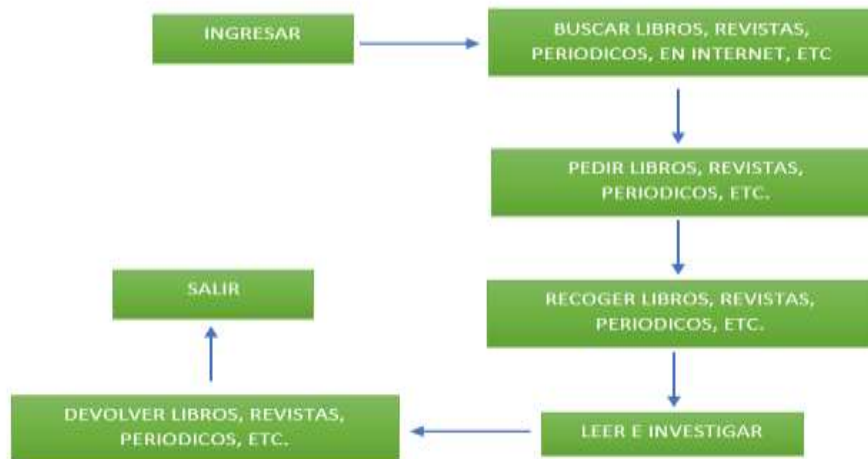 INGRESAR
BUSCAR LIBROS, REVISTAS,
PERIODICOS, EN INTERNET, ETC
PEDIR LIBROS, REVISTAS,
PERIODICOS, ETC.
RECOGER LIBROS, REVISTAS,
PERIODICOS, ETC.
LEER E INVESTIGAR
DEVOLVER LIBROS, REVISTAS,
PERIODICOS, ETC.
SALIR